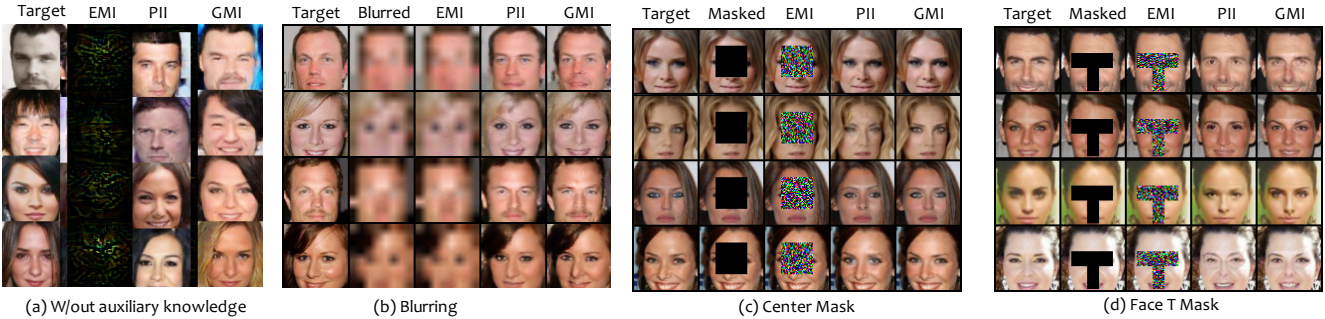 Target EMI PII GMI
(a) W/out auxiliary knowledge
Target Blurred EMI PII GMI
(b) Blurring
Target Masked EMI PII GMI
(c) Center Mask
Target Masked EMI PII GMI
(d) Face T Mask